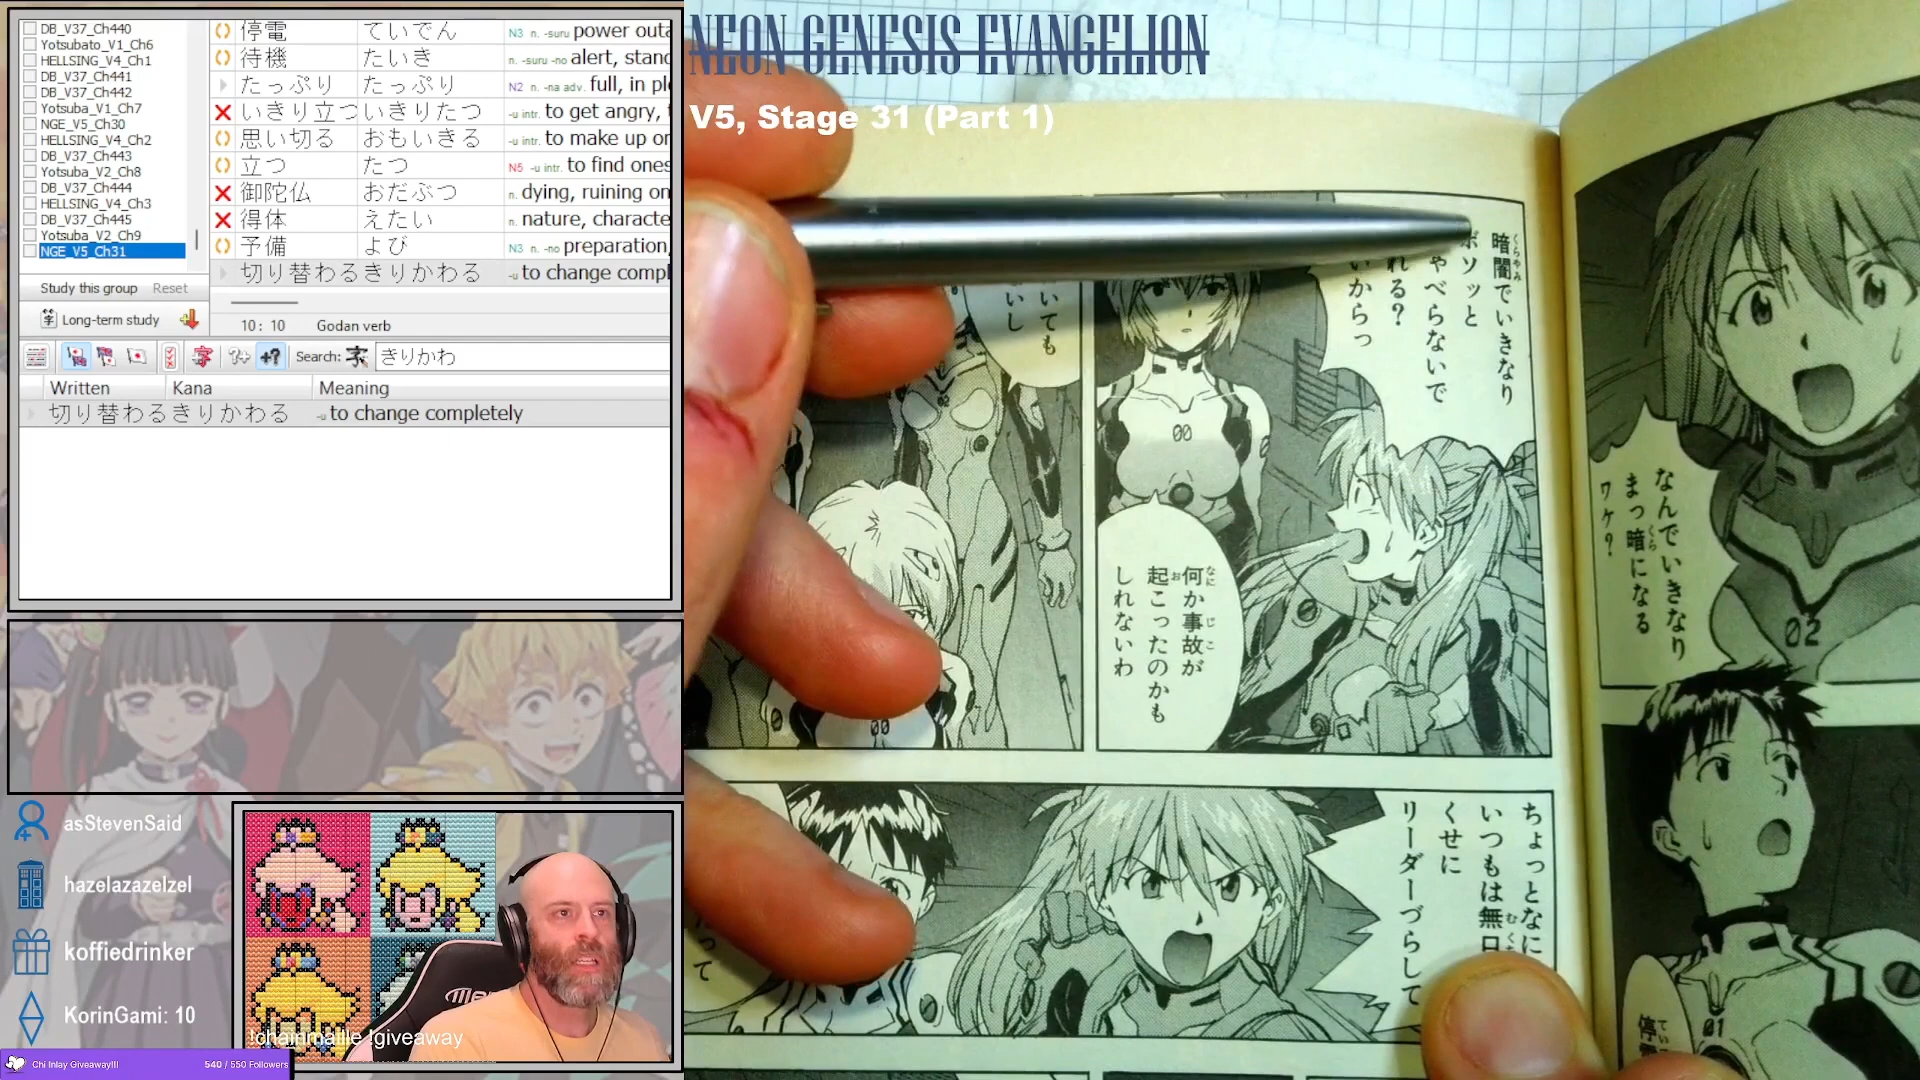 DB_V37_Ch440
Yotsubato_V1_Ch6
HELLSING_V4_Ch1
DB_V37_Ch441
DB_V37_Ch442
Yotsuba_V1_Ch7
NGE_V5_Ch30
HELLSING_V4_Ch2
DB_V37_Ch443
Yotsuba_V2_Ch8
DB_V37_Ch444
HELLSING_V4_Ch3
DB_V37_Ch445
Yotsuba_V2_Ch9
NGE_V5_Ch31
Study this group Reset
Long-term study
停電 ていでん N3 n. -suru power outa
待機 たいき n. -suru -no alert, stand
たっぷり たっぷり N2 n. -na adv. full, in pl
いきり立つ いきりたつ -u intr. to get angry,
思い切る おもいきる -u intr. to make up or
立つ たつ N5 -u intr. to find ones
御陀仏 おだぶつ n. dying, ruining on
得体 えたい n. nature, characte
予備 よび N3 n. -no preparation,
切り替わる きりかわる -u to change compl
10: 10 Godan verb
Search: 字 きりかわ
Written Kana Meaning
切り替わる きりかわる -u to change completely
asStevenSaid
hazelazazelzel
koffiedrinker
KorinGami: 10
!chainmaille !giveaway
Chi Inlay Giveaway!!!
540 / 550 Followers
NEON GENESIS EVANGELION
V5, Stage 31 (Part 1)
なんでいきなり
まっ暗になる
ワケ?
02
01
暗闇でいきなり
ボソッと
ゃべらないで
れる?
いからっ
00
何か事故が
起こったのかも
しれないわ
いても
いし
02
00
ちょっとなに
いつもは無口
くせに
リーダーづらして
って